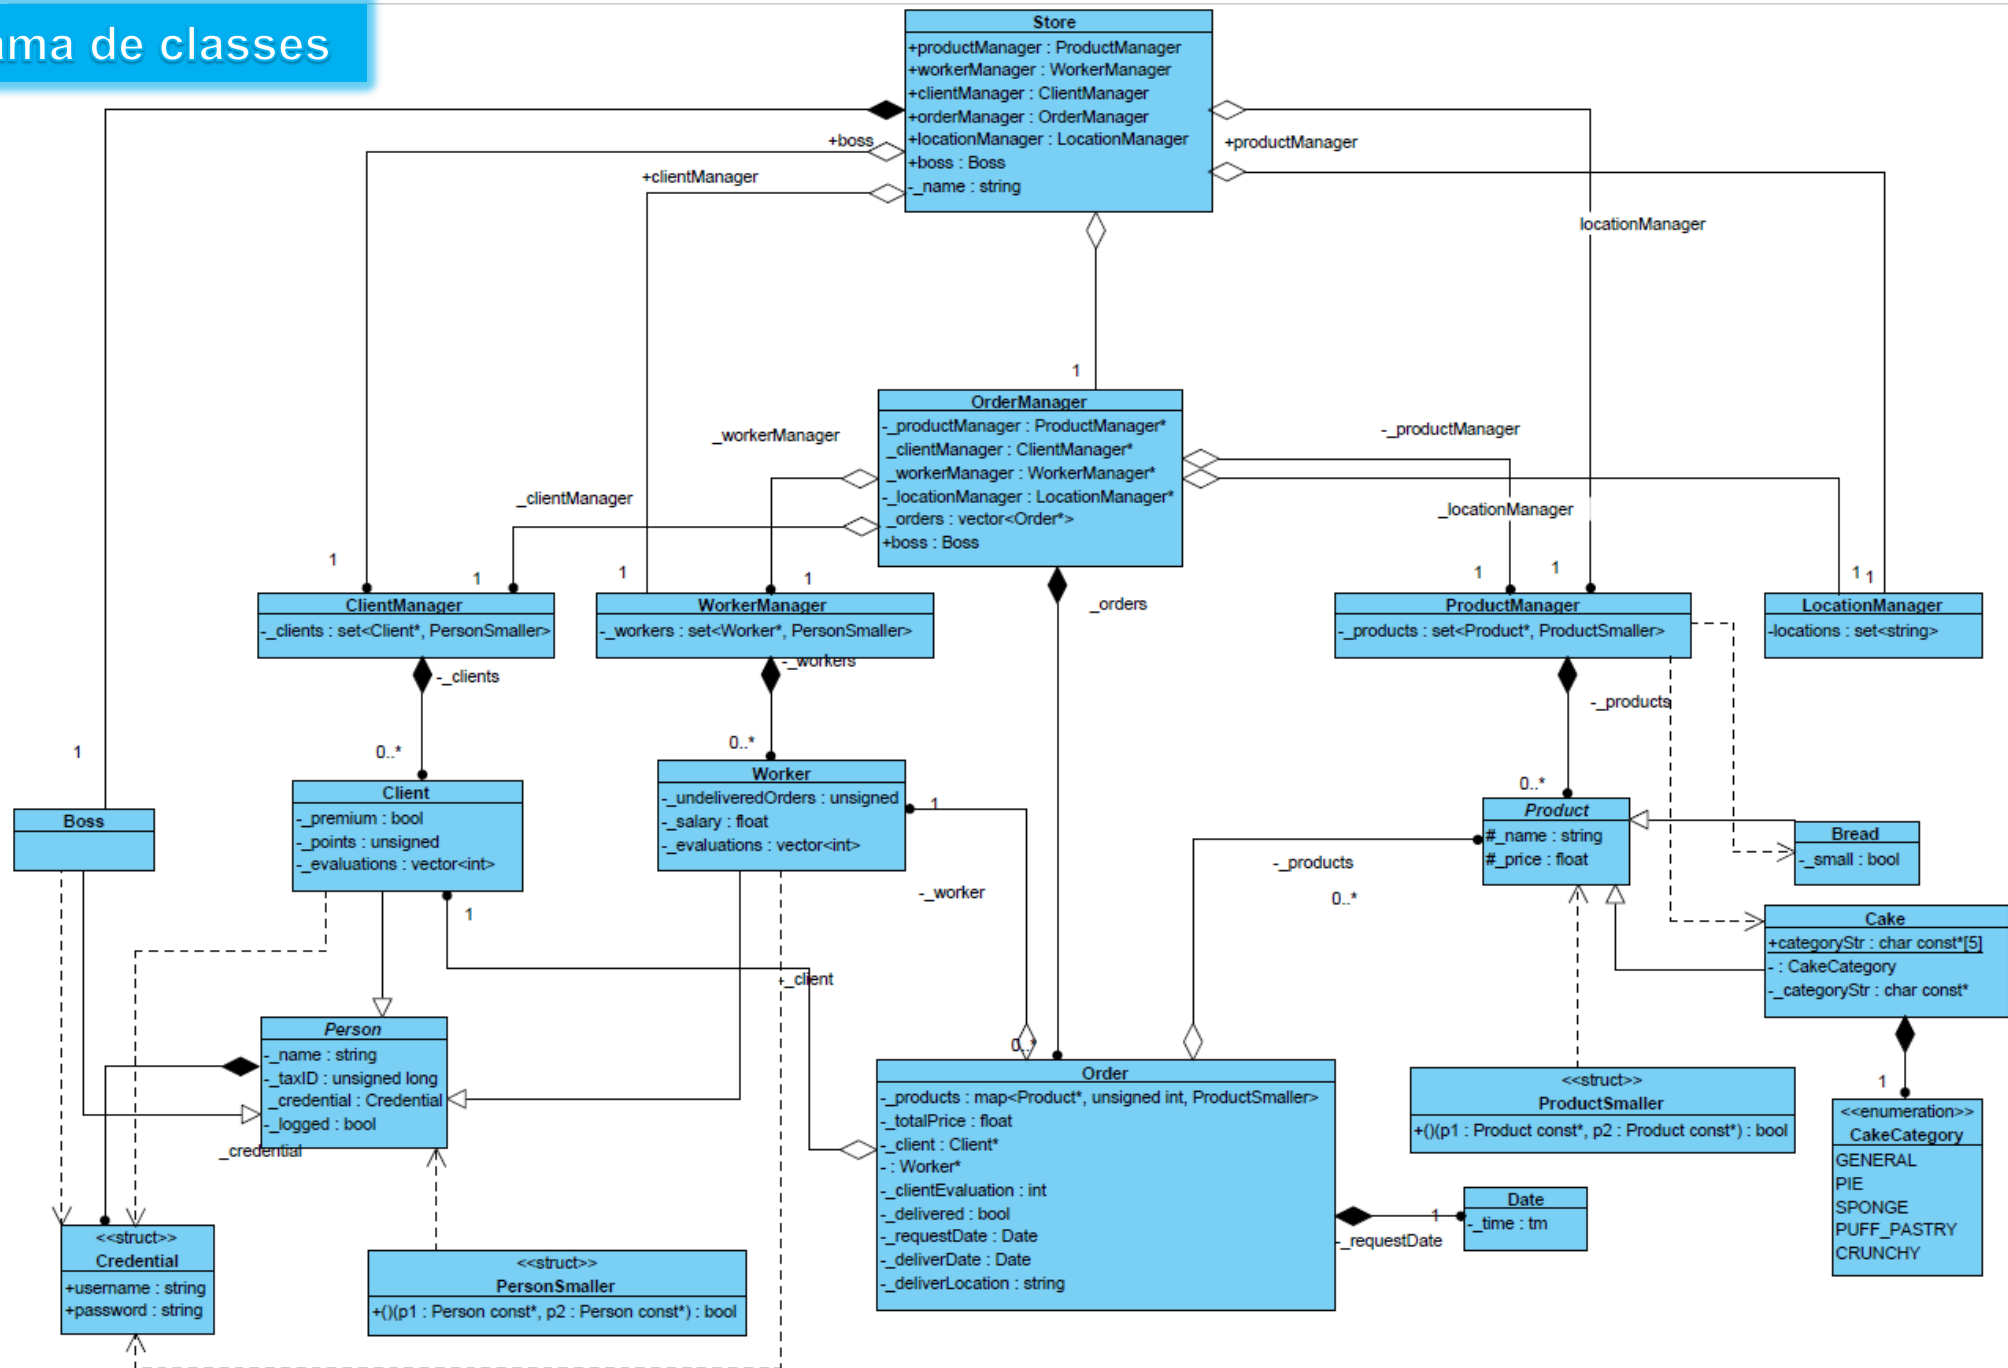 ama de classes
Store
+productManager : ProductManager
+workerManager : WorkerManager
+clientManager : ClientManager
+orderManager : OrderManager
+locationManager : LocationManager
+boss : Boss
-_name : string
+boss
+clientManager
+productManager
locationManager
1
OrderManager
-_productManager : ProductManager*
_clientManager : ClientManager*
_workerManager : WorkerManager*
-_locationManager : LocationManager*
_orders : vector<Order*>
+boss : Boss
_workerManager
_clientManager
-_productManager
_locationManager
1
1
1
1
1
1
1
1
_orders
ClientManager
-_clients : set<Client*, PersonSmaller>
WorkerManager
-_workers : set<Worker*, PersonSmaller>
ProductManager
-_products : set<Product*, ProductSmaller>
LocationManager
-locations : set<string>
-_clients
-_workers
-_products
1
0..*
0..*
0..*
Boss
Client
-_premium : bool
-_points : unsigned
-_evaluations : vector<int>
1
Worker
-_undeliveredOrders : unsigned
-_salary : float
-_evaluations : vector<int>
1
-_worker
-_client
Product
#_name : string
#_price : float
-_products
0..*
Bread
-_small : bool
Cake
+categoryStr : char const*[5]
- : CakeCategory
-_categoryStr : char const*
1
Person
-_name : string
-_taxID : unsigned long
_credential : Credential
-_logged : bool
_credential
0..*
Order
-_products : map<Product*, unsigned int, ProductSmaller>
-_totalPrice : float
-_client : Client*
- : Worker*
-_clientEvaluation : int
-_delivered : bool
-_requestDate : Date
-_deliverDate : Date
-_deliverLocation : string
<<struct>>
ProductSmaller
+()(p1 : Product const*, p2 : Product const*) : bool
<<enumeration>>
CakeCategory
GENERAL
PIE
SPONGE
PUFF_PASTRY
CRUNCHY
1
-_requestDate
Date
-_time : tm
<<struct>>
Credential
+username : string
+password : string
<<struct>>
PersonSmaller
+()(p1 : Person const*, p2 : Person const*) : bool